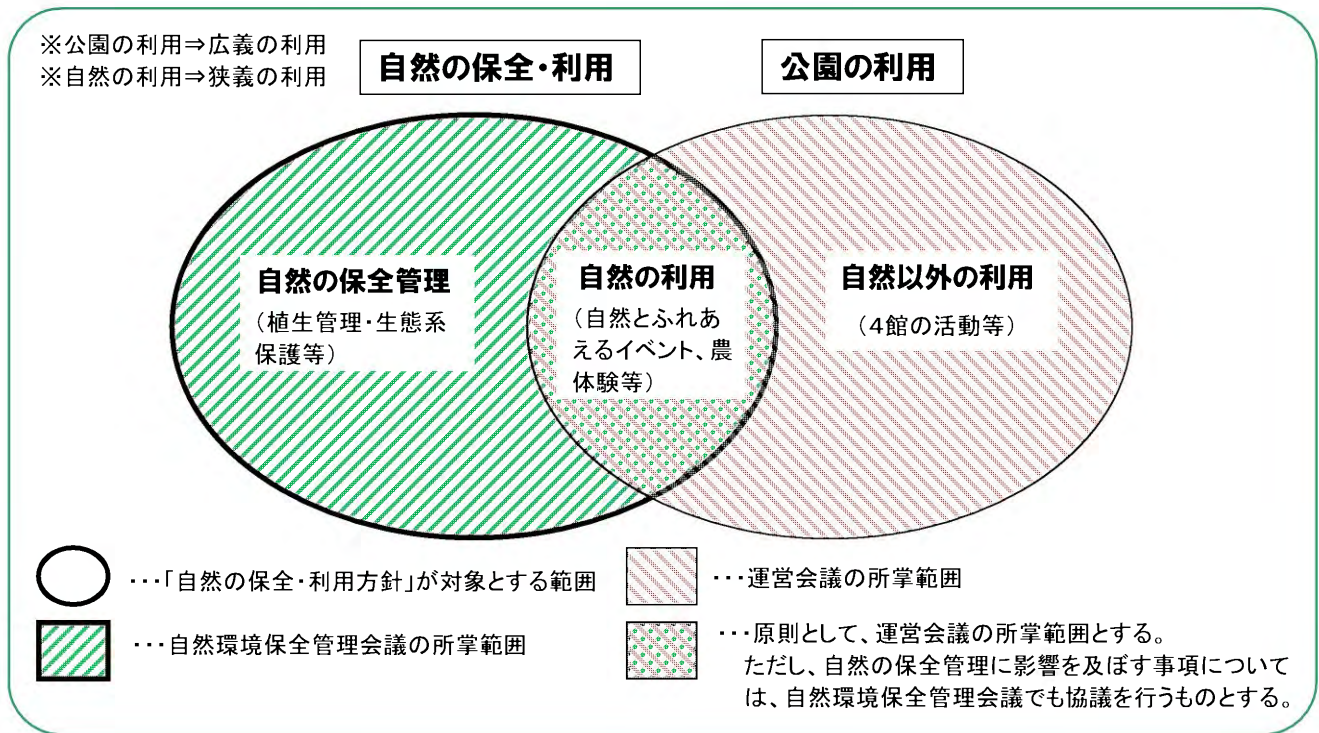 ※公園の利用⇒広義の利用
※自然の利用⇒狭義の利用
自然の保全・利用
公園の利用
自然の保全管理
（植生管理・生態系
保護等）
自然の利用
（自然とふれあ
えるイベント、農
体験等）
自然以外の利用
（４館の活動等）
･･･「自然の保全・利用方針」が対象とする範囲
･･･自然環境保全管理会議の所掌範囲
･･･運営会議の所掌範囲
･･･原則として、運営会議の所掌範囲とする。
ただし、自然の保全管理に影響を及ぼす事項について
は、自然環境保全管理会議でも協議を行うものとする。